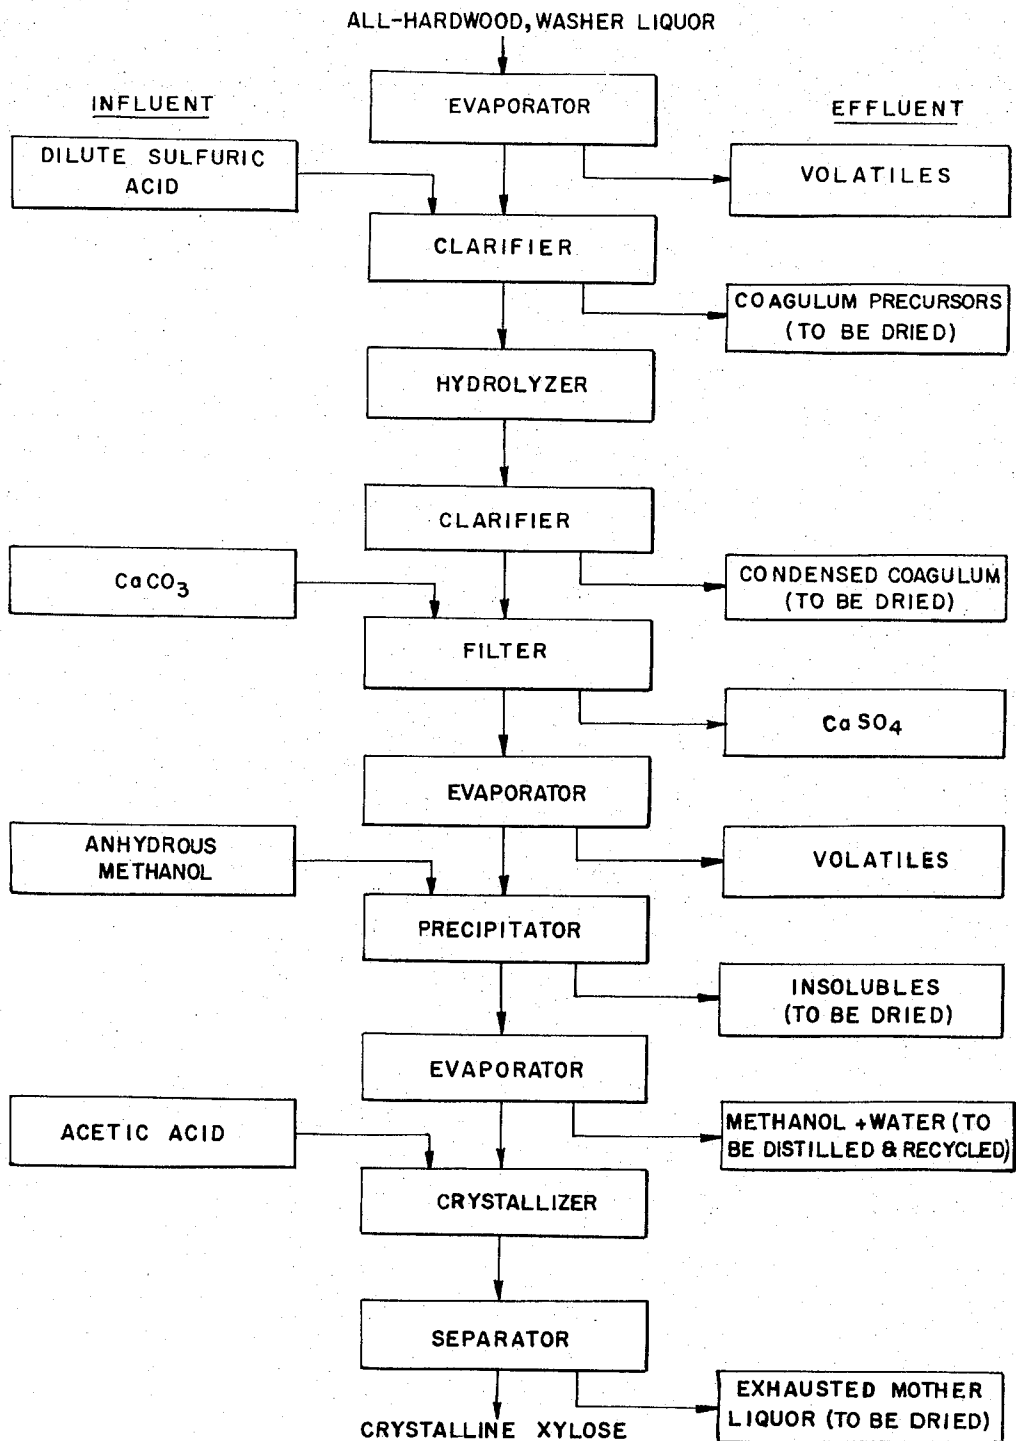 ALL-HARDWOOD, WASHER LIQUOR
INFLUENT
EVAPORATOR
EFFLUENT
DILUTE SULFURIC
ACID
VOLATILES
CLARIFIER
COAGULUM PRECURSORS
(TO BE DRIED)
HYDROLYZER
CLARIFIER
CaCO3
CONDENSED COAGULUM
(TO BE DRIED)
FILTER
CaSO4
EVAPORATOR
ANHYDROUS
METHANOL
VOLATILES
PRECIPITATOR
INSOLUBLES
(TO BE DRIED)
EVAPORATOR
ACETIC ACID
METHANOL + WATER (TO
BE DISTILLED & RECYCLED)
CRYSTALLIZER
SEPARATOR
EXHAUSTED MOTHER
LIQUOR (TO BE DRIED)
CRYSTALLINE XYLOSE